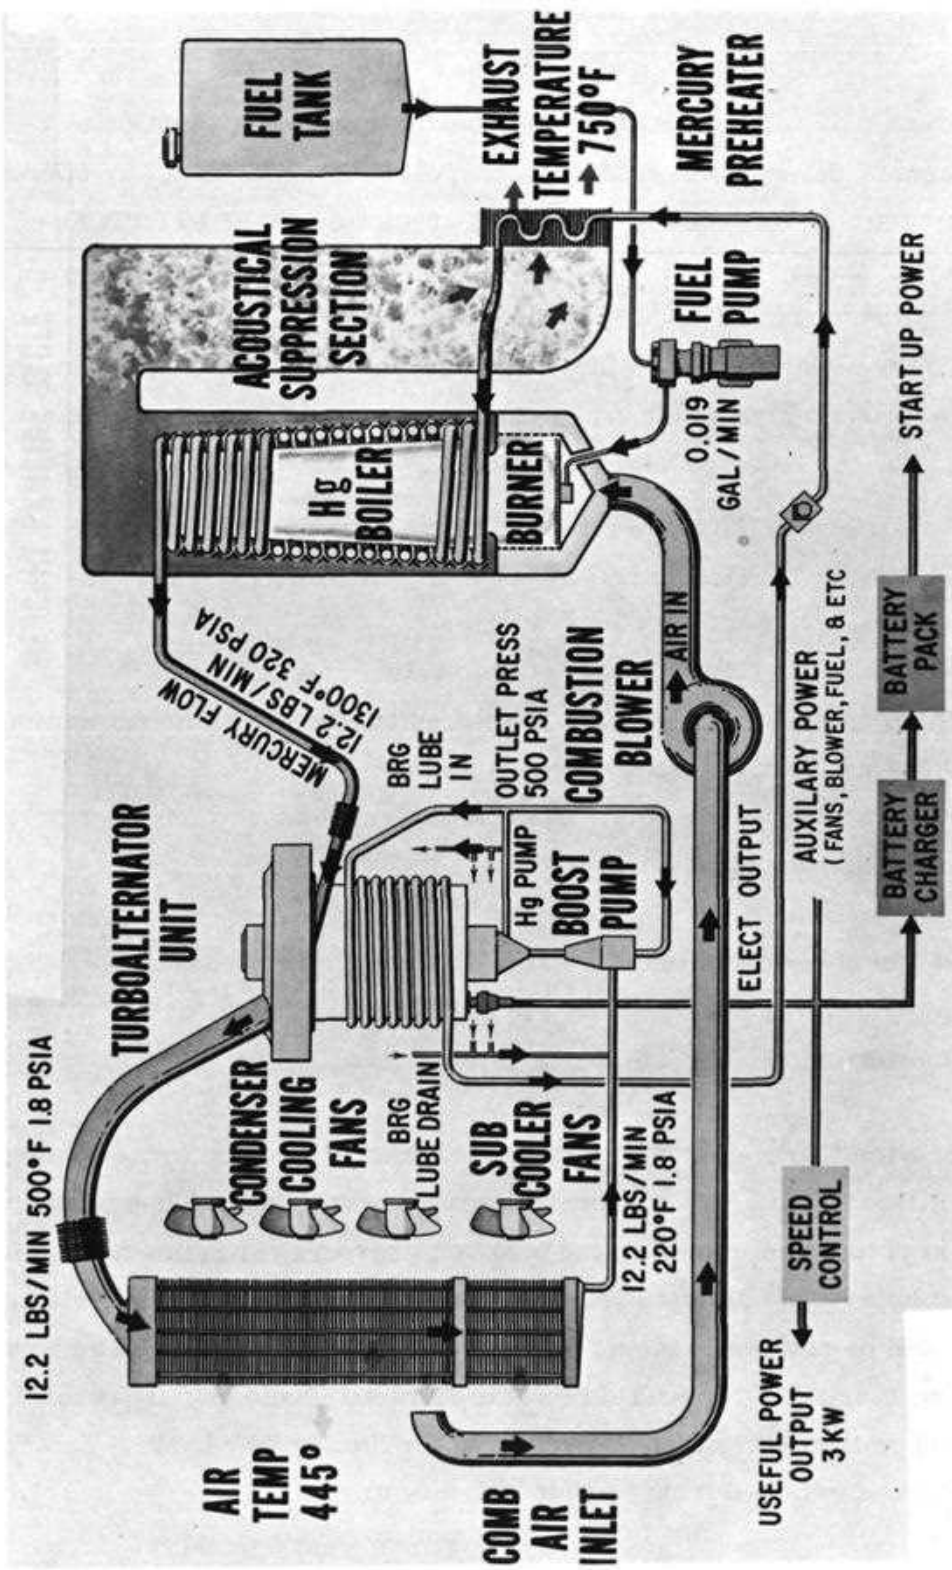 12.2 LBS/MIN 500°F 1.8 PSIA
AIR
TEMP
445°
COMB
AIR
INLET
CONDENSER
COOLING
FANS
BRG
LUBE DRAIN
SUB
COOLER
FANS
12.2 LBS/MIN
220°F 1.8 PSIA
TURBOALTERNATOR
UNIT
MERCURY FLOW
12.2 LBS/MIN
1300°F 320 PSIA
BRG
LUBE
IN
OUTLET PRESS
500 PSIA
Hg PUMP
BOOST
PUMP
COMBUSTION
BLOWER
AIR IN
Hg
BOILER
BURNER
ACOUSTICAL
SUPPRESSION
SECTION
FUEL
TANK
EXHAUST
TEMPERATURE
750°F
MERCURY
PREHEATER
FUEL
PUMP
0.019
GAL/MIN
ELECT OUTPUT
AUXILARY POWER
(FANS, BLOWER, FUEL, & ETC
USEFUL POWER
OUTPUT
3 KW
SPEED
CONTROL
BATTERY
CHARGER
BATTERY
PACK
START UP POWER